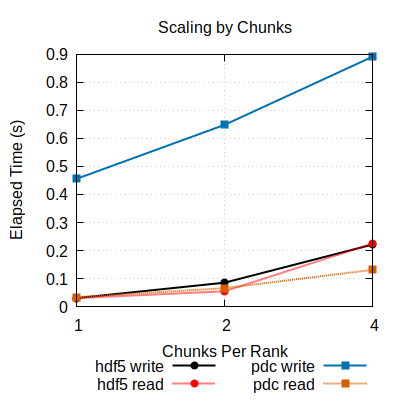 Scaling by Chunks
Elapsed Time (s)
0.9
0.8
0.7
0.6
0.5
0.4
0.3
0.2
0.1
0
1 2 4
Chunks Per Rank
hdf5 write pdc write
hdf5 read pdc read